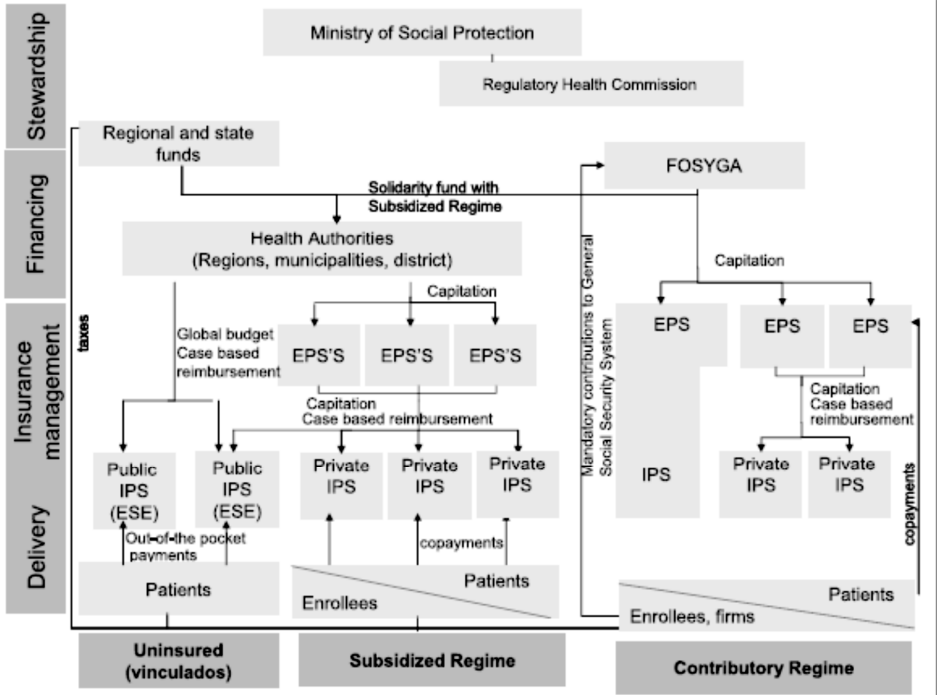 Stewardship
Financing
Insurance
management
Delivery
Ministry of Social Protection
Regulatory Health Commission
Regional and state
funds
FOSYGA
Solidarity fund with
Subsidized Regime
Health Authorities
(Regions, municipalities, district)
Capitation
Capitation
taxes
Global budget
Case based
reimbursement
EPS'S
EPS'S
EPS'S
Mandatory contributions to General
Social Security System
EPS
EPS
EPS
Capitation
Case based reimbursement
Capitation
Case based
reimbursement
Public
IPS
(ESE)
Public
IPS
(ESE)
Private
IPS
Private
IPS
Private
IPS
IPS
Private
IPS
Private
IPS
copayments
Out-of-the pocket
payments
copayments
Patients
Enrollees
Patients
Enrollees, firms
Patients
Uninsured
(vinculados)
Subsidized Regime
Contributory Regime